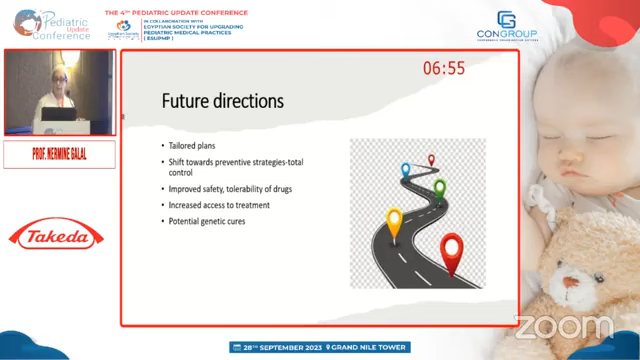 Pediatric
Update
Conference
THE 4TH PEDIATRIC UPDATE CONFERENCE
IN COLLABORATION WITH
EGYPTIAN SOCIETY FOR UPGRADING
PEDIATRIC MEDICAL PRACTICES
( ESUPMP )
CG
CONGROUP
06:55
Future directions
• Tailored plans
• Shift towards preventive strategies-total
control
• Improved safety, tolerability of drugs
• Increased access to treatment
• Potential genetic cures
PROF. NERMINE GALAL
Takeda
zoom
28TH SEPTEMBER 2023 GRAND NILE TOWER